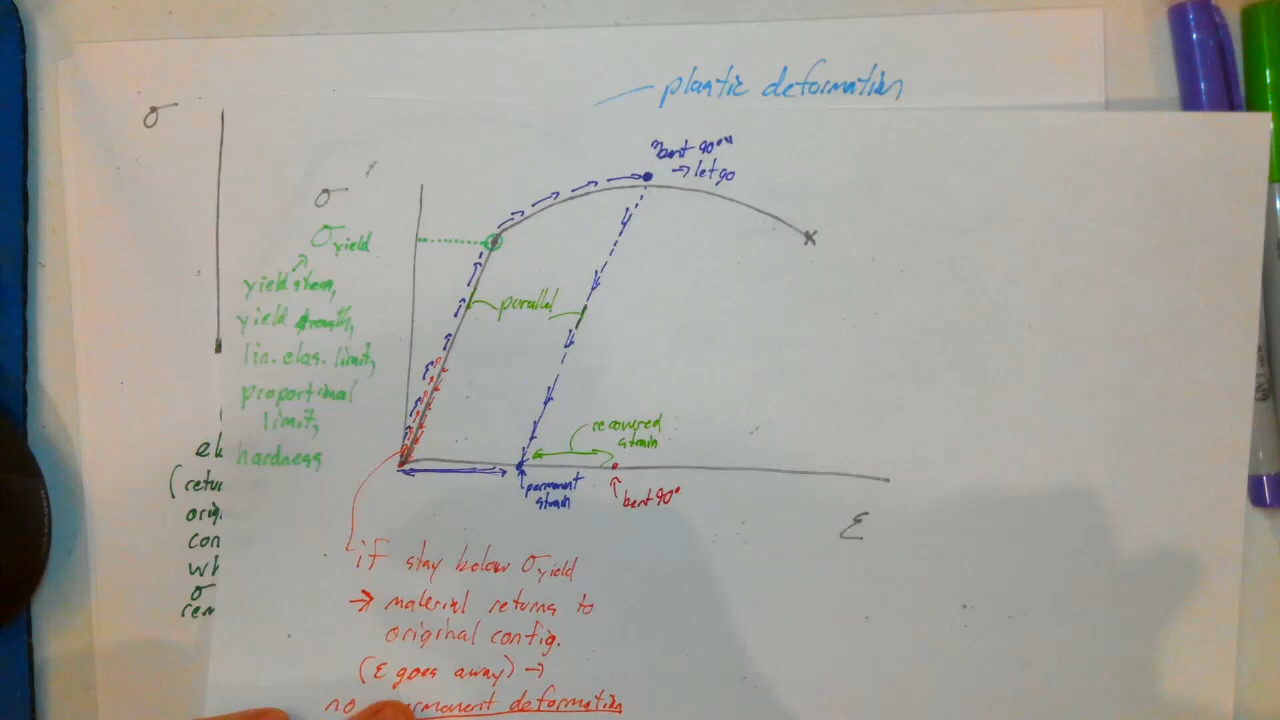 plastic deformation
σ
"bent 90°"
→ let go
σ
σyield
yield stress,
yield strength,
lin. elas. limit,
proportional
limit,
hardness
parallel
recovered
strain
permanent
strain
bent 90°
ε
el
(retur
orig
con
wh
σ
rem
if stay below σyield
→ material returns to
original config.
(ε goes away) →
no deformation